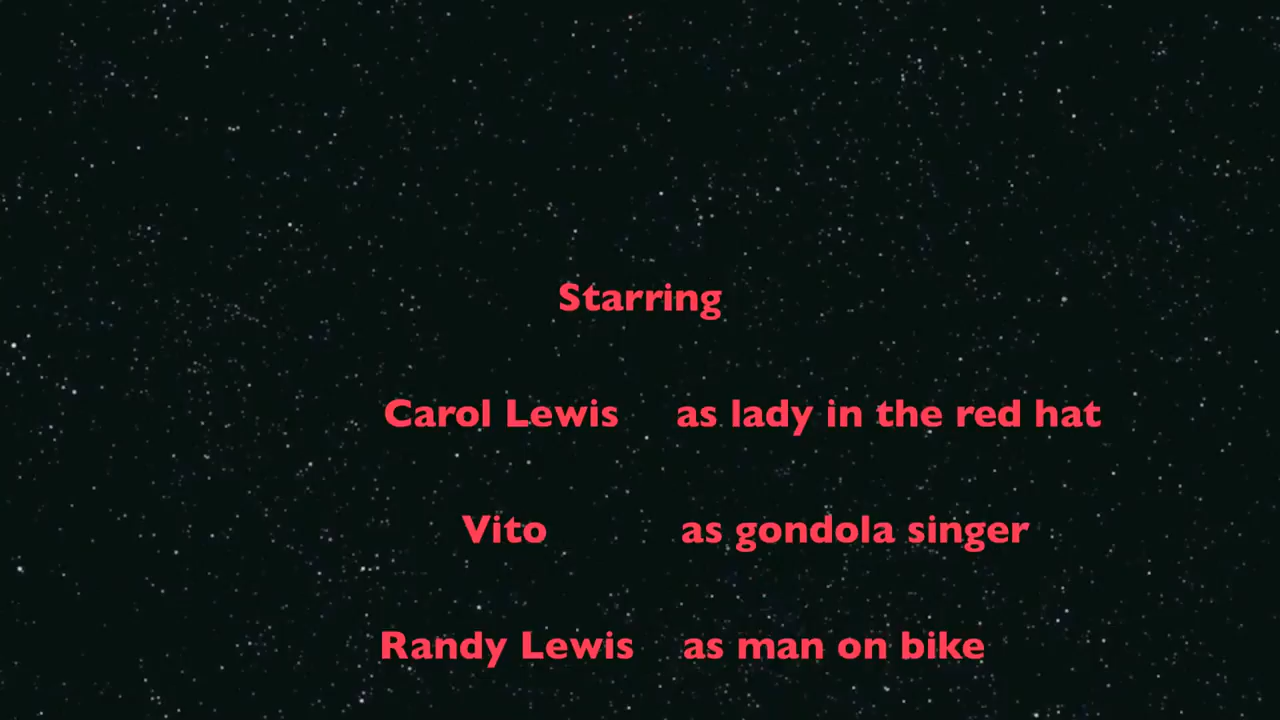 Starring
Carol Lewis as lady in the red hat
Vito as gondola singer
Randy Lewis as man on bike